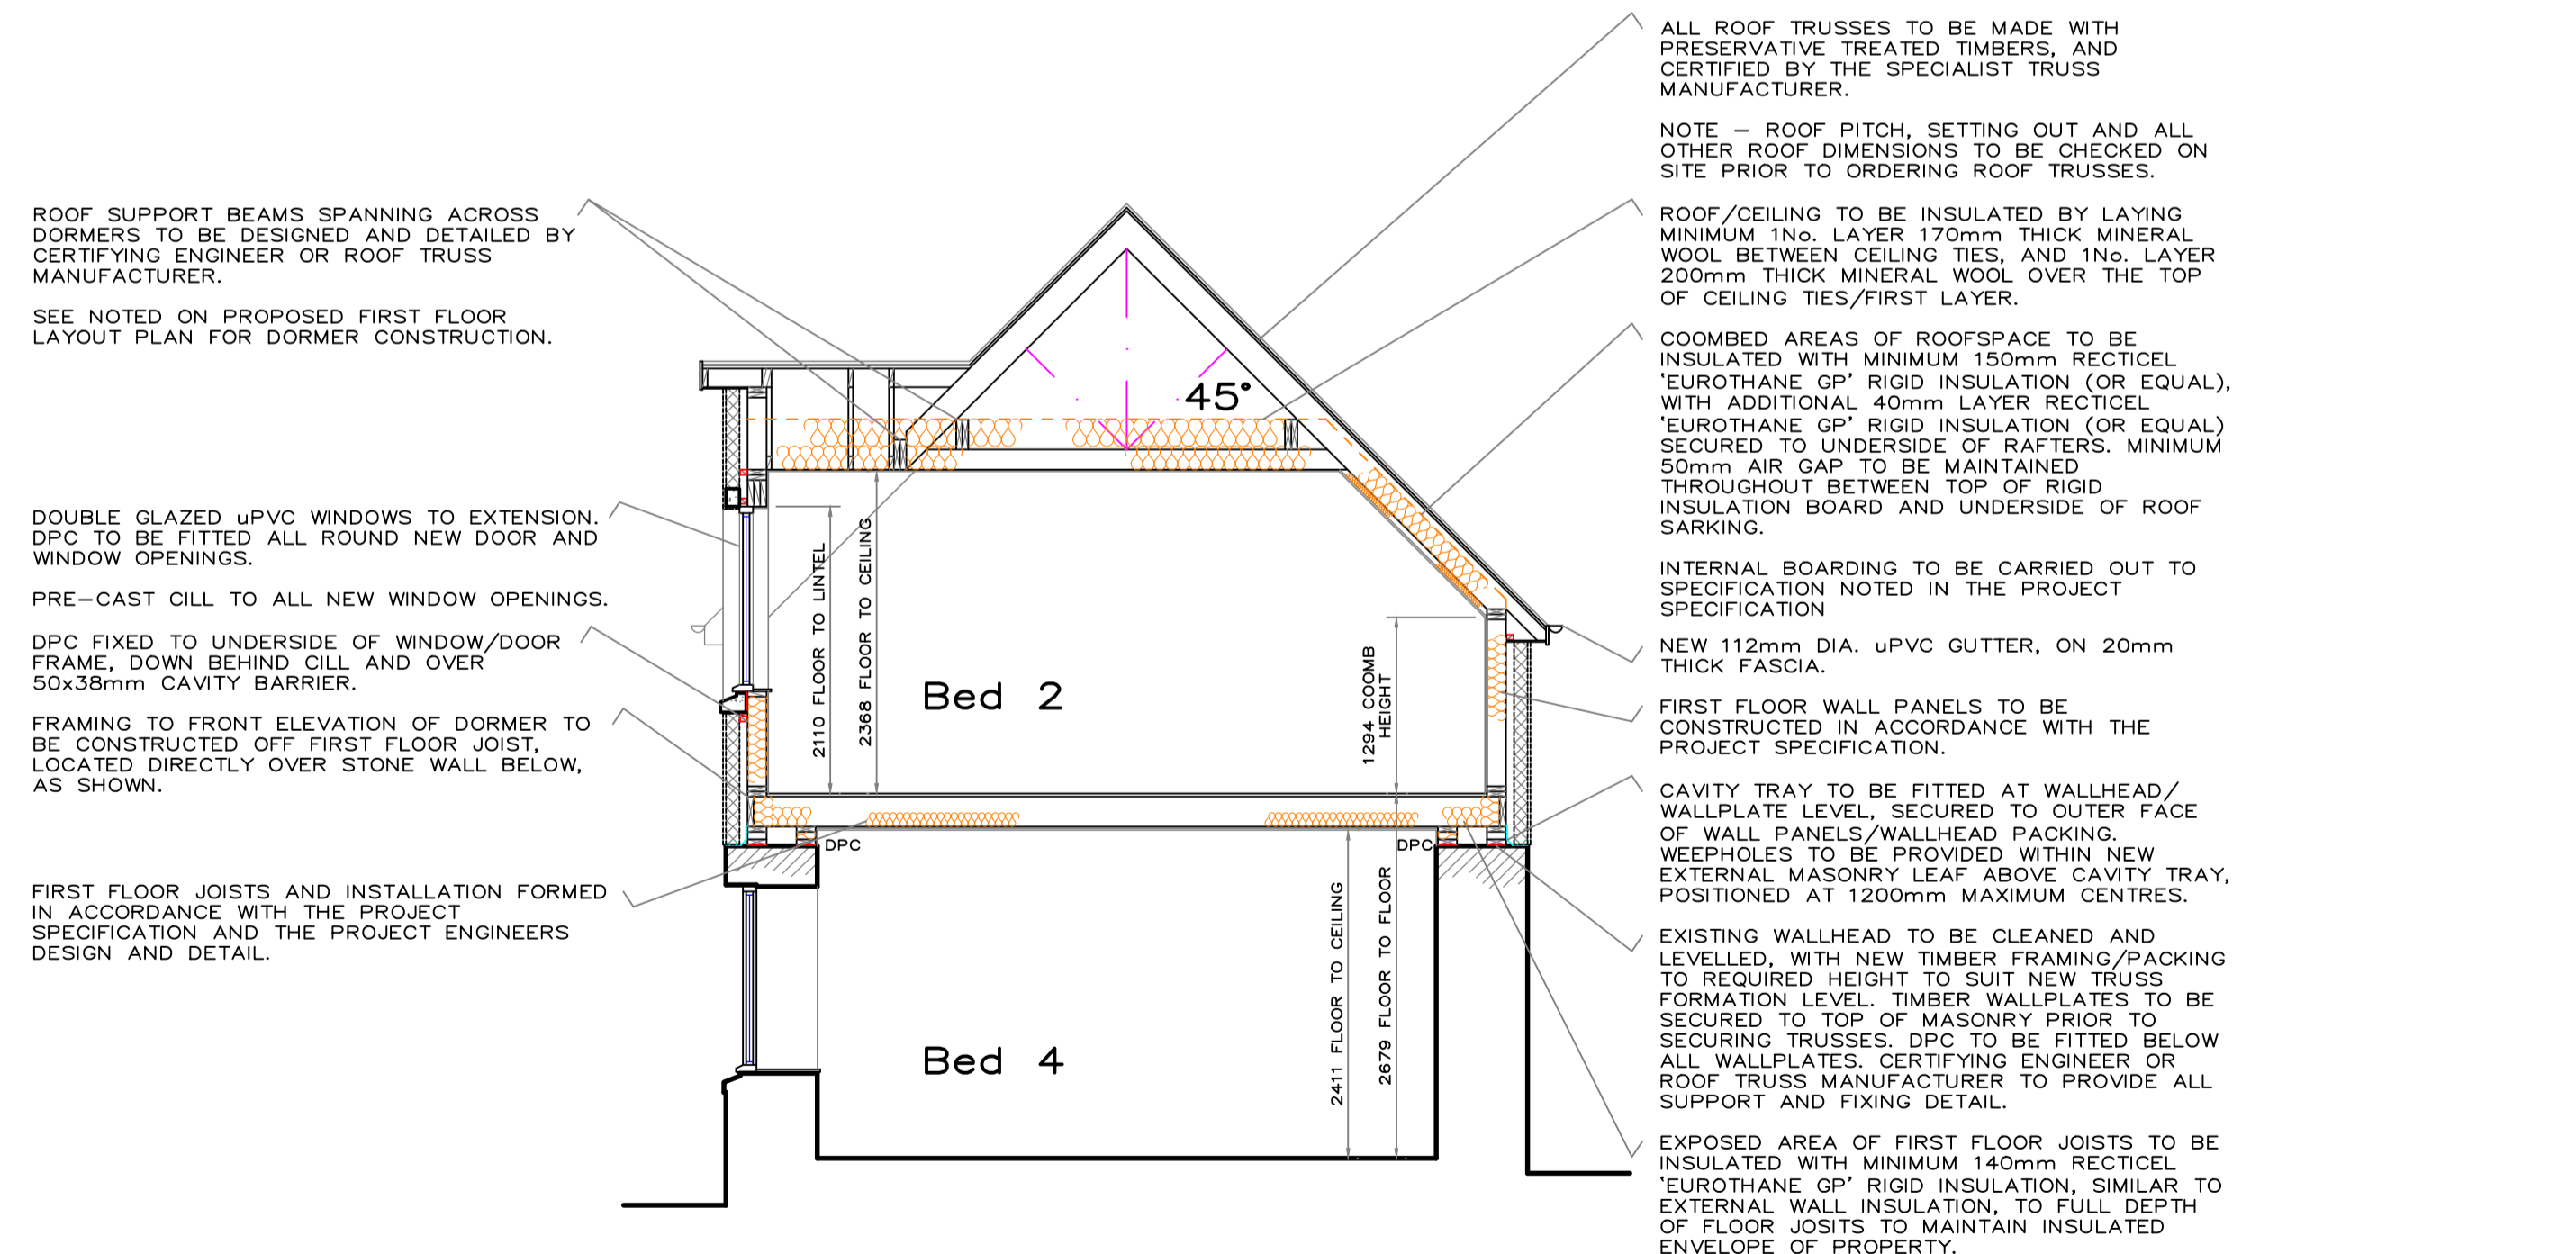 ROOF SUPPORT BEAMS SPANNING ACROSS
DORMERS TO BE DESIGNED AND DETAILED BY
CERTIFYING ENGINEER OR ROOF TRUSS
MANUFACTURER.
SEE NOTED ON PROPOSED FIRST FLOOR
LAYOUT PLAN FOR DORMER CONSTRUCTION.
DOUBLE GLAZED uPVC WINDOWS TO EXTENSION.
DPC TO BE FITTED ALL ROUND NEW DOOR AND
WINDOW OPENINGS.
PRE-CAST CILL TO ALL NEW WINDOW OPENINGS.
DPC FIXED TO UNDERSIDE OF WINDOW/DOOR
FRAME, DOWN BEHIND CILL AND OVER
50x38mm CAVITY BARRIER.
FRAMING TO FRONT ELEVATION OF DORMER TO
BE CONSTRUCTED OFF FIRST FLOOR JOIST,
LOCATED DIRECTLY OVER STONE WALL BELOW,
AS SHOWN.
FIRST FLOOR JOISTS AND INSTALLATION FORMED
IN ACCORDANCE WITH THE PROJECT
SPECIFICATION AND THE PROJECT ENGINEERS
DESIGN AND DETAIL.
45°
2110 FLOOR TO LINTEL
2368 FLOOR TO CEILING
Bed 2
1294 COOMB
HEIGHT
DPC
DPC
Bed 4
2411 FLOOR TO CEILING
2679 FLOOR TO FLOOR
ALL ROOF TRUSSES TO BE MADE WITH
PRESERVATIVE TREATED TIMBERS, AND
CERTIFIED BY THE SPECIALIST TRUSS
MANUFACTURER.
NOTE – ROOF PITCH, SETTING OUT AND ALL
OTHER ROOF DIMENSIONS TO BE CHECKED ON
SITE PRIOR TO ORDERING ROOF TRUSSES.
ROOF/CEILING TO BE INSULATED BY LAYING
MINIMUM 1No. LAYER 170mm THICK MINERAL
WOOL BETWEEN CEILING TIES, AND 1No. LAYER
200mm THICK MINERAL WOOL OVER THE TOP
OF CEILING TIES/FIRST LAYER.
COOMBED AREAS OF ROOFSPACE TO BE
INSULATED WITH MINIMUM 150mm RECTICEL
'EUROTHANE GP' RIGID INSULATION (OR EQUAL),
WITH ADDITIONAL 40mm LAYER RECTICEL
'EUROTHANE GP' RIGID INSULATION (OR EQUAL)
SECURED TO UNDERSIDE OF RAFTERS. MINIMUM
50mm AIR GAP TO BE MAINTAINED
THROUGHOUT BETWEEN TOP OF RIGID
INSULATION BOARD AND UNDERSIDE OF ROOF
SARKING.
INTERNAL BOARDING TO BE CARRIED OUT TO
SPECIFICATION NOTED IN THE PROJECT
SPECIFICATION
NEW 112mm DIA. uPVC GUTTER, ON 20mm
THICK FASCIA.
FIRST FLOOR WALL PANELS TO BE
CONSTRUCTED IN ACCORDANCE WITH THE
PROJECT SPECIFICATION.
CAVITY TRAY TO BE FITTED AT WALLHEAD/
WALLPLATE LEVEL, SECURED TO OUTER FACE
OF WALL PANELS/WALLHEAD PACKING.
WEEPHOLES TO BE PROVIDED WITHIN NEW
EXTERNAL MASONRY LEAF ABOVE CAVITY TRAY,
POSITIONED AT 1200mm MAXIMUM CENTRES.
EXISTING WALLHEAD TO BE CLEANED AND
LEVELLED, WITH NEW TIMBER FRAMING/PACKING
TO REQUIRED HEIGHT TO SUIT NEW TRUSS
FORMATION LEVEL. TIMBER WALLPLATES TO BE
SECURED TO TOP OF MASONRY PRIOR TO
SECURING TRUSSES. DPC TO BE FITTED BELOW
ALL WALLPLATES. CERTIFYING ENGINEER OR
ROOF TRUSS MANUFACTURER TO PROVIDE ALL
SUPPORT AND FIXING DETAIL.
EXPOSED AREA OF FIRST FLOOR JOISTS TO BE
INSULATED WITH MINIMUM 140mm RECTICEL
'EUROTHANE GP' RIGID INSULATION, SIMILAR TO
EXTERNAL WALL INSULATION, TO FULL DEPTH
OF FLOOR JOSITS TO MAINTAIN INSULATED
ENVELOPE OF PROPERTY.